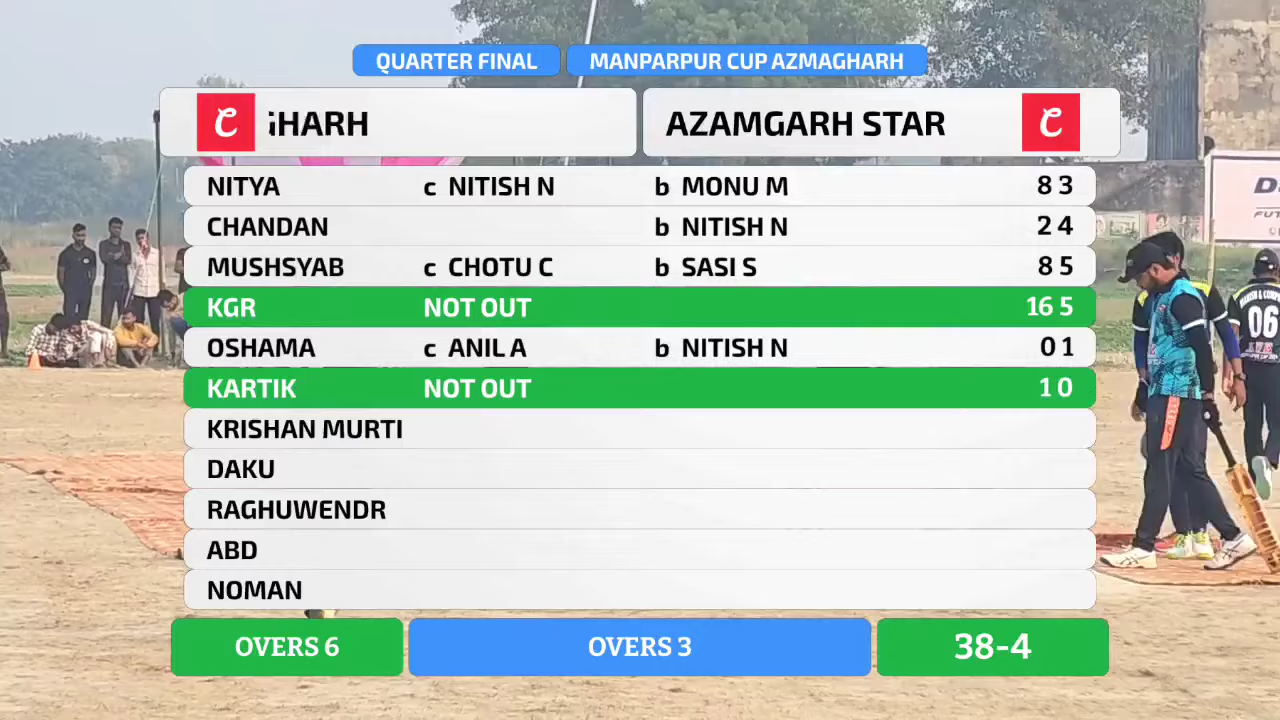 QUARTER FINAL MANPARPUR CUP AZMAGHARH
HARH AZAMGARH STAR
NITYA c NITISH N b MONU M 8 3
CHANDAN b NITISH N 2 4
MUSHSYAB c CHOTU C b SASI S 8 5
KGR NOT OUT 16 5
OSHAMA c ANIL A b NITISH N 0 1
KARTIK NOT OUT 1 0
KRISHAN MURTI
DAKU
RAGHUWENDR
ABD
NOMAN
OVERS 6 OVERS 3 38-4
06